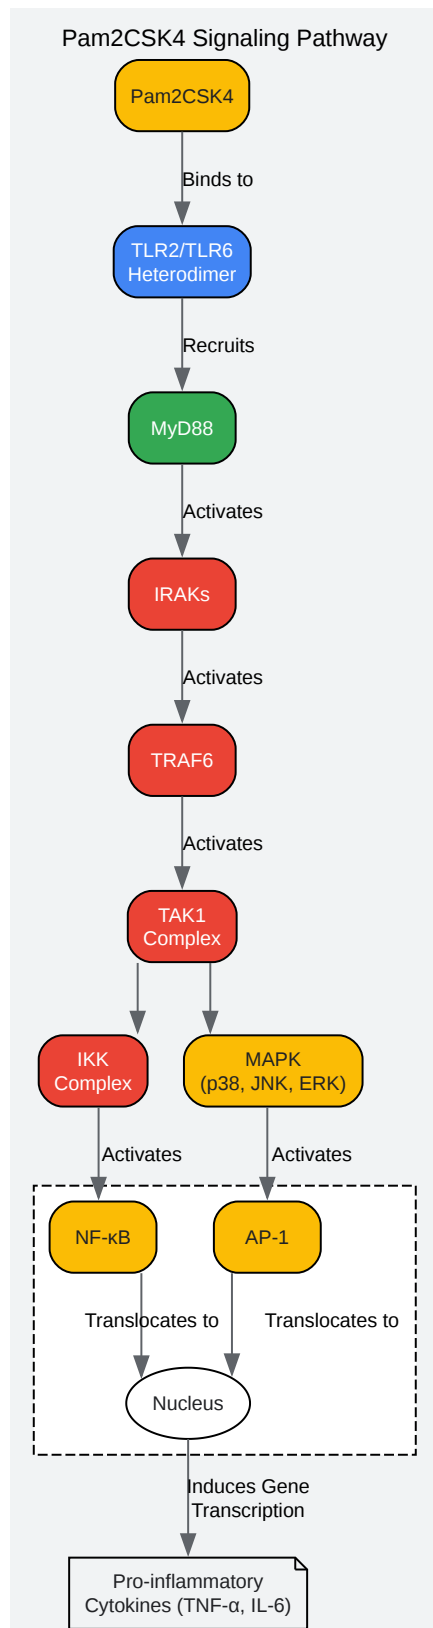 Pam2CSK4 Signaling Pathway
Pam2CSK4
Binds to
TLR2/TLR6
Heterodimer
Recruits
MyD88
Activates
IRAKs
Activates
TRAF6
Activates
TAK1
Complex
IKK
Complex
MAPK
(p38, JNK, ERK)
Activates
Activates
NF-κB
AP-1
Translocates to
Translocates to
Nucleus
Induces Gene
Transcription
Pro-inflammatory
Cytokines (TNF-α, IL-6)